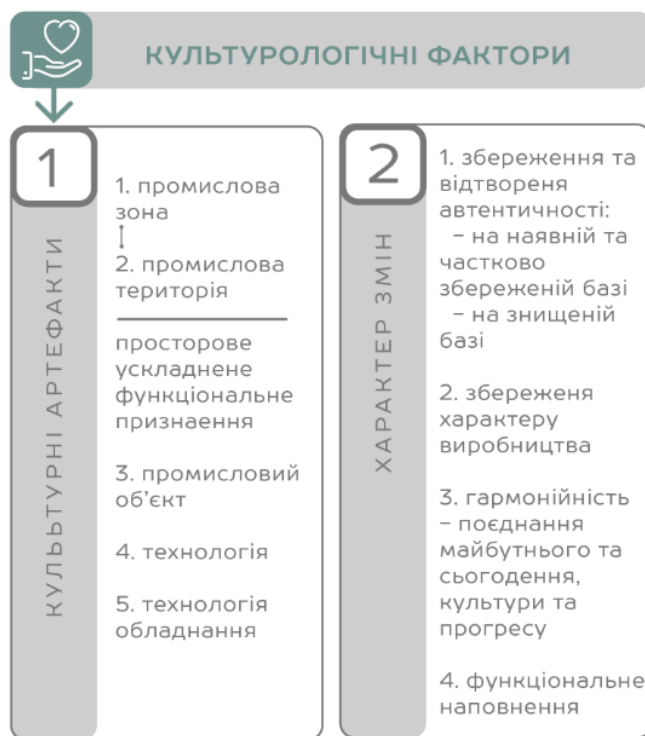 КУЛЬТУРОЛОГІЧНІ ФАКТОРИ
1
КУЛЬЬТУРНІ АРТЕФАКТИ
1. промислова
зона
2. промислова
територія
просторове
ускладнене
функціональне
признаення
3. промисловий
об'єкт
4. технологія
5. технологія
обладнання
2
ХАРАКТЕР ЗМІН
1. збереження та
відтвореня
автентичності:
– на наявній та
частково
збереженій базі
– на знищеній
базі
2. збереженя
характеру
виробництва
3. гармонійність
– поєднання
майбутнього та
сьогодення,
культури та
прогресу
4. функціональне
наповнення